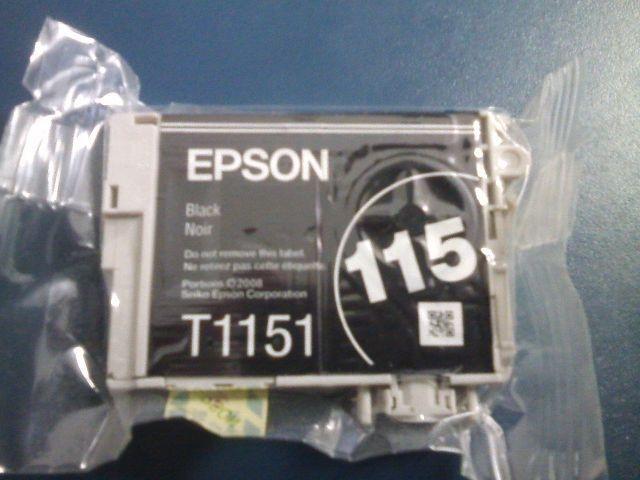 EPSON
Black
Noir
Do not remove this label.
Ne retirez pas cette étiquette.
Portions ©2008
Seiko Epson Corporation
T1151
115